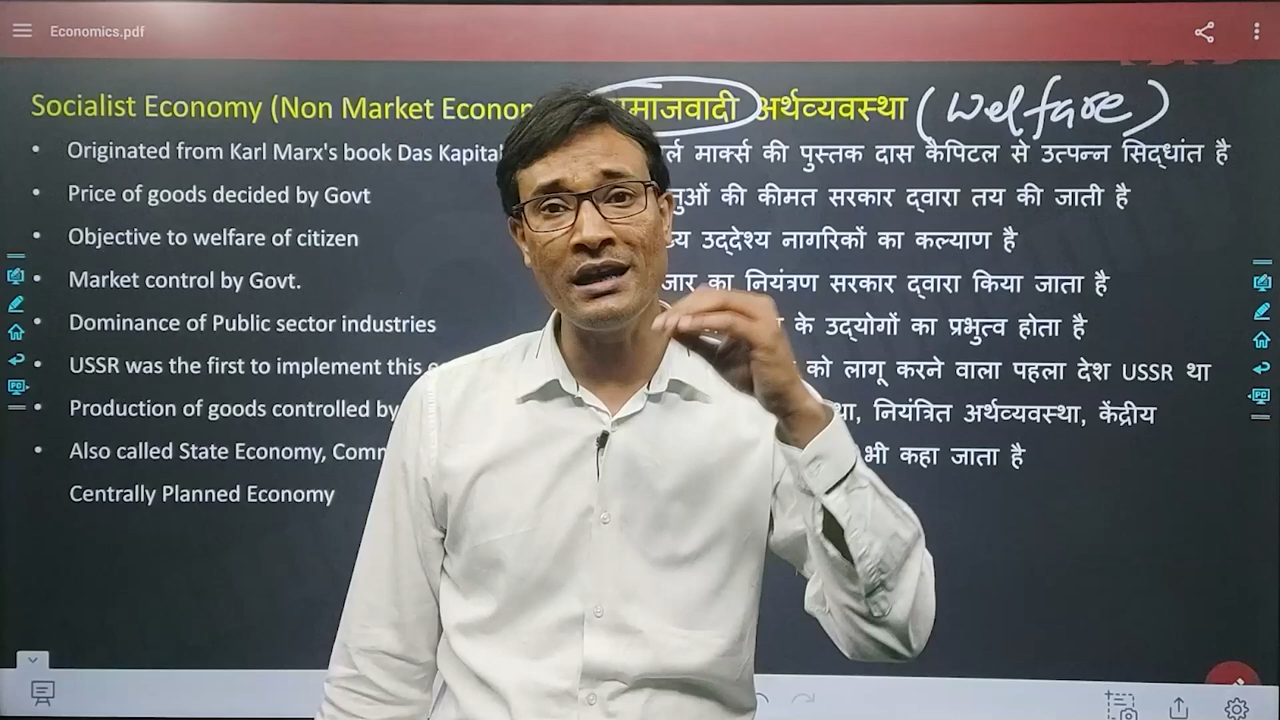 Economics.pdf
Socialist Economy (Non Market Econo अर्थव्यवस्था (Welfare)
• Originated from Karl Marx's book Das Kapital मार्क्स की पुस्तक दास कैपिटल से उत्पन्न सिद्धांत है
• Price of goods decided by Govt की कीमत सरकार द्वारा तय की जाती है
• Objective to welfare of citizen उद्देश्य नागरिकों का कल्याण है
• Market control by Govt. का नियंत्रण सरकार द्वारा किया जाता है
• Dominance of Public sector industries के उद्योगों का प्रभुत्व होता है
• USSR was the first to implement this को लागू करने वाला पहला देश USSR था
• Production of goods controlled by नियंत्रित अर्थव्यवस्था, केंद्रीय
• Also called State Economy, भी कहा जाता है
Centrally Planned Economy